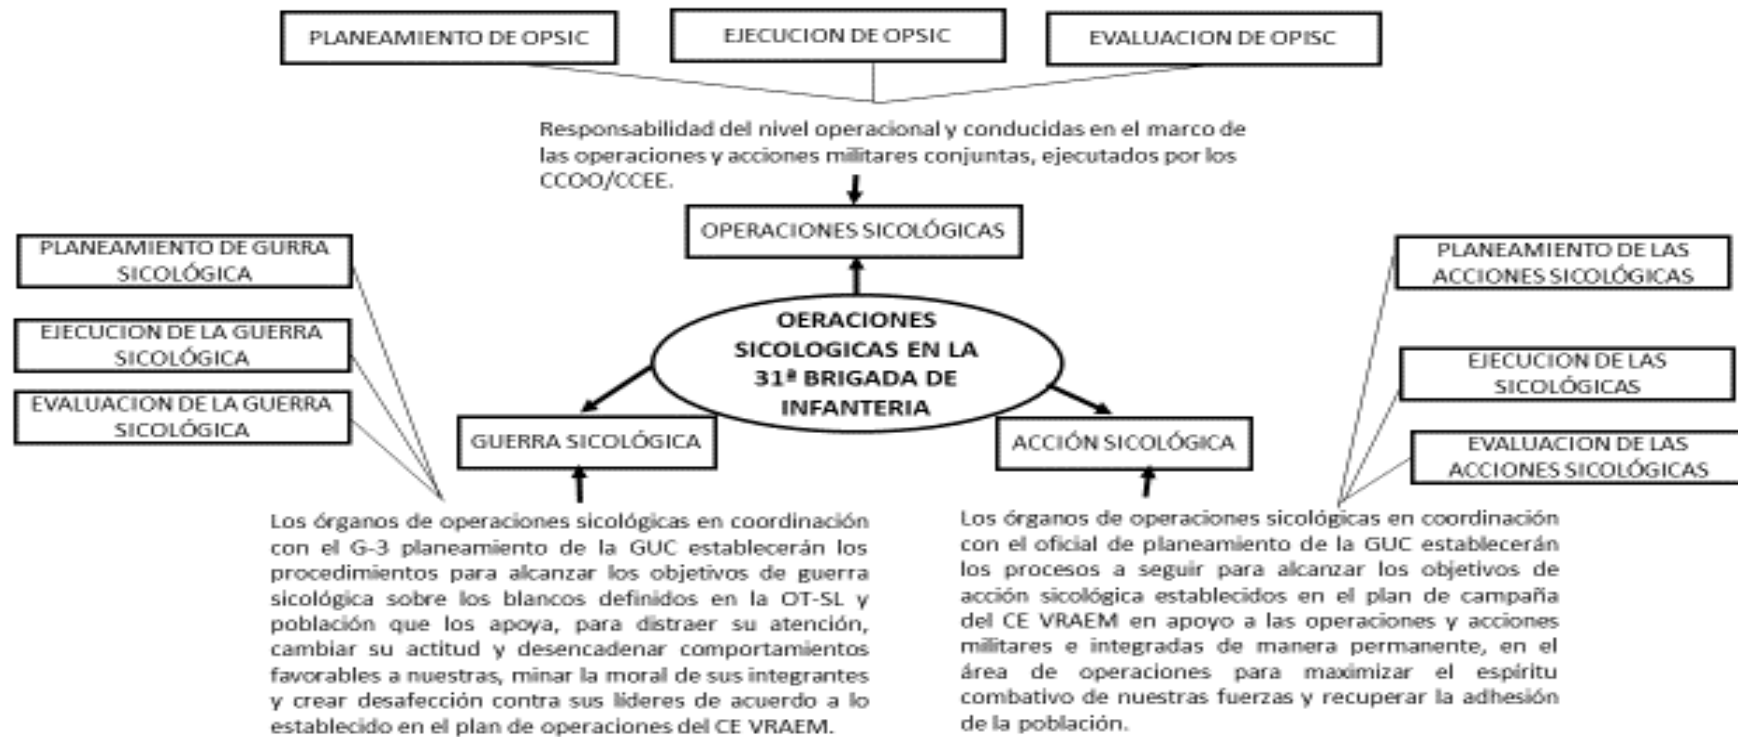 PLANEAMIENTO DE OPSIC
EJECUCION DE OPSIC
EVALUACION DE OPISC
Responsabilidad del nivel operacional y conducidas en el marco de
las operaciones y acciones militares conjuntas, ejecutados por los
CCOO/CCEE.
OPERACIONES SICOLÓGICAS
PLANEAMIENTO DE GURRA
SICOLÓGICA
EJECUCION DE LA GUERRA
SICOLÓGICA
EVALUACION DE LA GUERRA
SICOLÓGICA
OERACIONES
SICOLOGICAS EN LA
31ª BRIGADA DE
INFANTERIA
PLANEAMIENTO DE LAS
ACCIONES SICOLÓGICAS
EJECUCION DE LAS
SICOLÓGICAS
EVALUACION DE LAS
ACCIONES SICOLÓGICAS
GUERRA SICOLÓGICA
ACCIÓN SICOLÓGICA
Los órganos de operaciones sicológicas en coordinación
con el G-3 planeamiento de la GUC establecerán los
procedimientos para alcanzar los objetivos de guerra
sicológica sobre los blancos definidos en la OT-SL y
población que los apoya, para distraer su atención,
cambiar su actitud y desencadenar comportamientos
favorables a nuestras, minar la moral de sus integrantes
y crear desafección contra sus líderes de acuerdo a lo
establecido en el plan de operaciones del CE VRAEM.
Los órganos de operaciones sicológicas en coordinación
con el oficial de planeamiento de la GUC establecerán
los procesos a seguir para alcanzar los objetivos de
acción sicológica establecidos en el plan de campaña
del CE VRAEM en apoyo a las operaciones y acciones
militares e integradas de manera permanente, en el
área de operaciones para maximizar el espíritu
combativo de nuestras fuerzas y recuperar la adhesión
de la población.